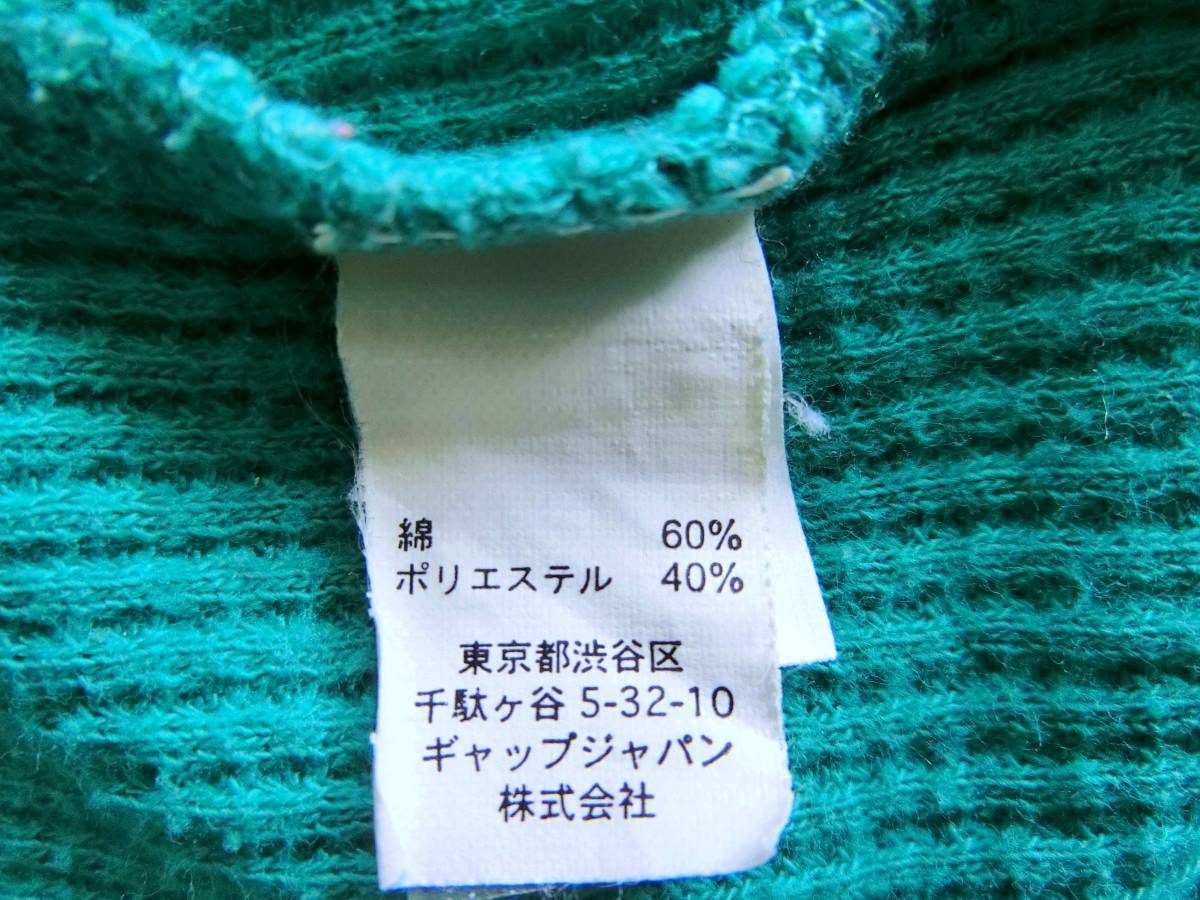 綿 60%
ポリエステル 40%
東京都渋谷区
千駄ヶ谷 5-32-10
ギャップジャパン
株式会社